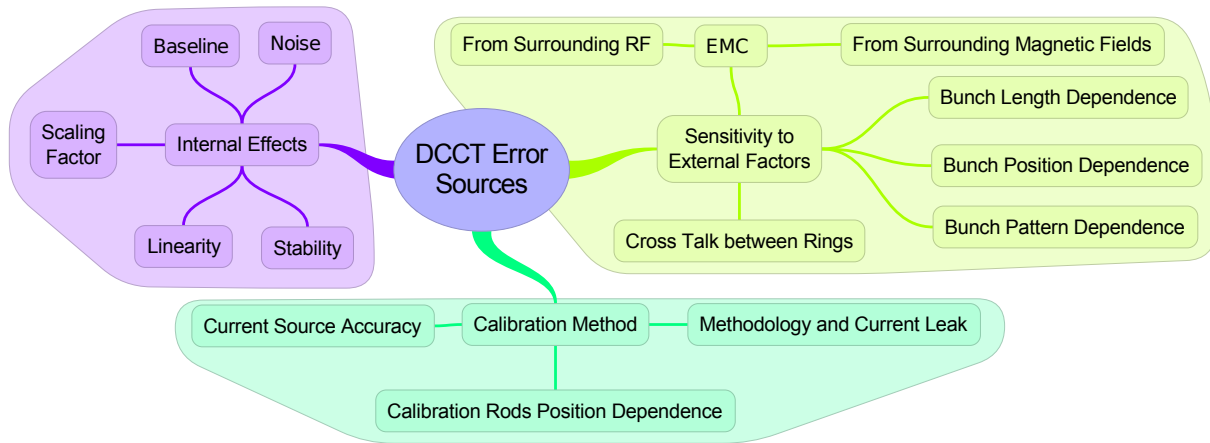 DCCT Error
Sources
Internal Effects
Baseline
Noise
Scaling
Factor
Linearity
Stability
Sensitivity to
External Factors
EMC
From Surrounding RF
From Surrounding Magnetic Fields
Bunch Length Dependence
Bunch Position Dependence
Bunch Pattern Dependence
Cross Talk between Rings
Calibration Method
Current Source Accuracy
Methodology and Current Leak
Calibration Rods Position Dependence